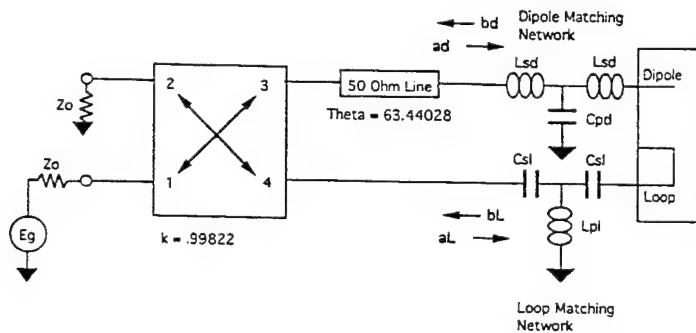 bd
Dipole Matching
Network
ad
Lsd
Lsd
Dipole
2
3
50 Ohm Line
Zo
Theta = 63.44028
Cpd
Zo
Csl
Csl
1
4
Loop
Eg
bL
aL
Lpl
k = .99822
Loop Matching
Network